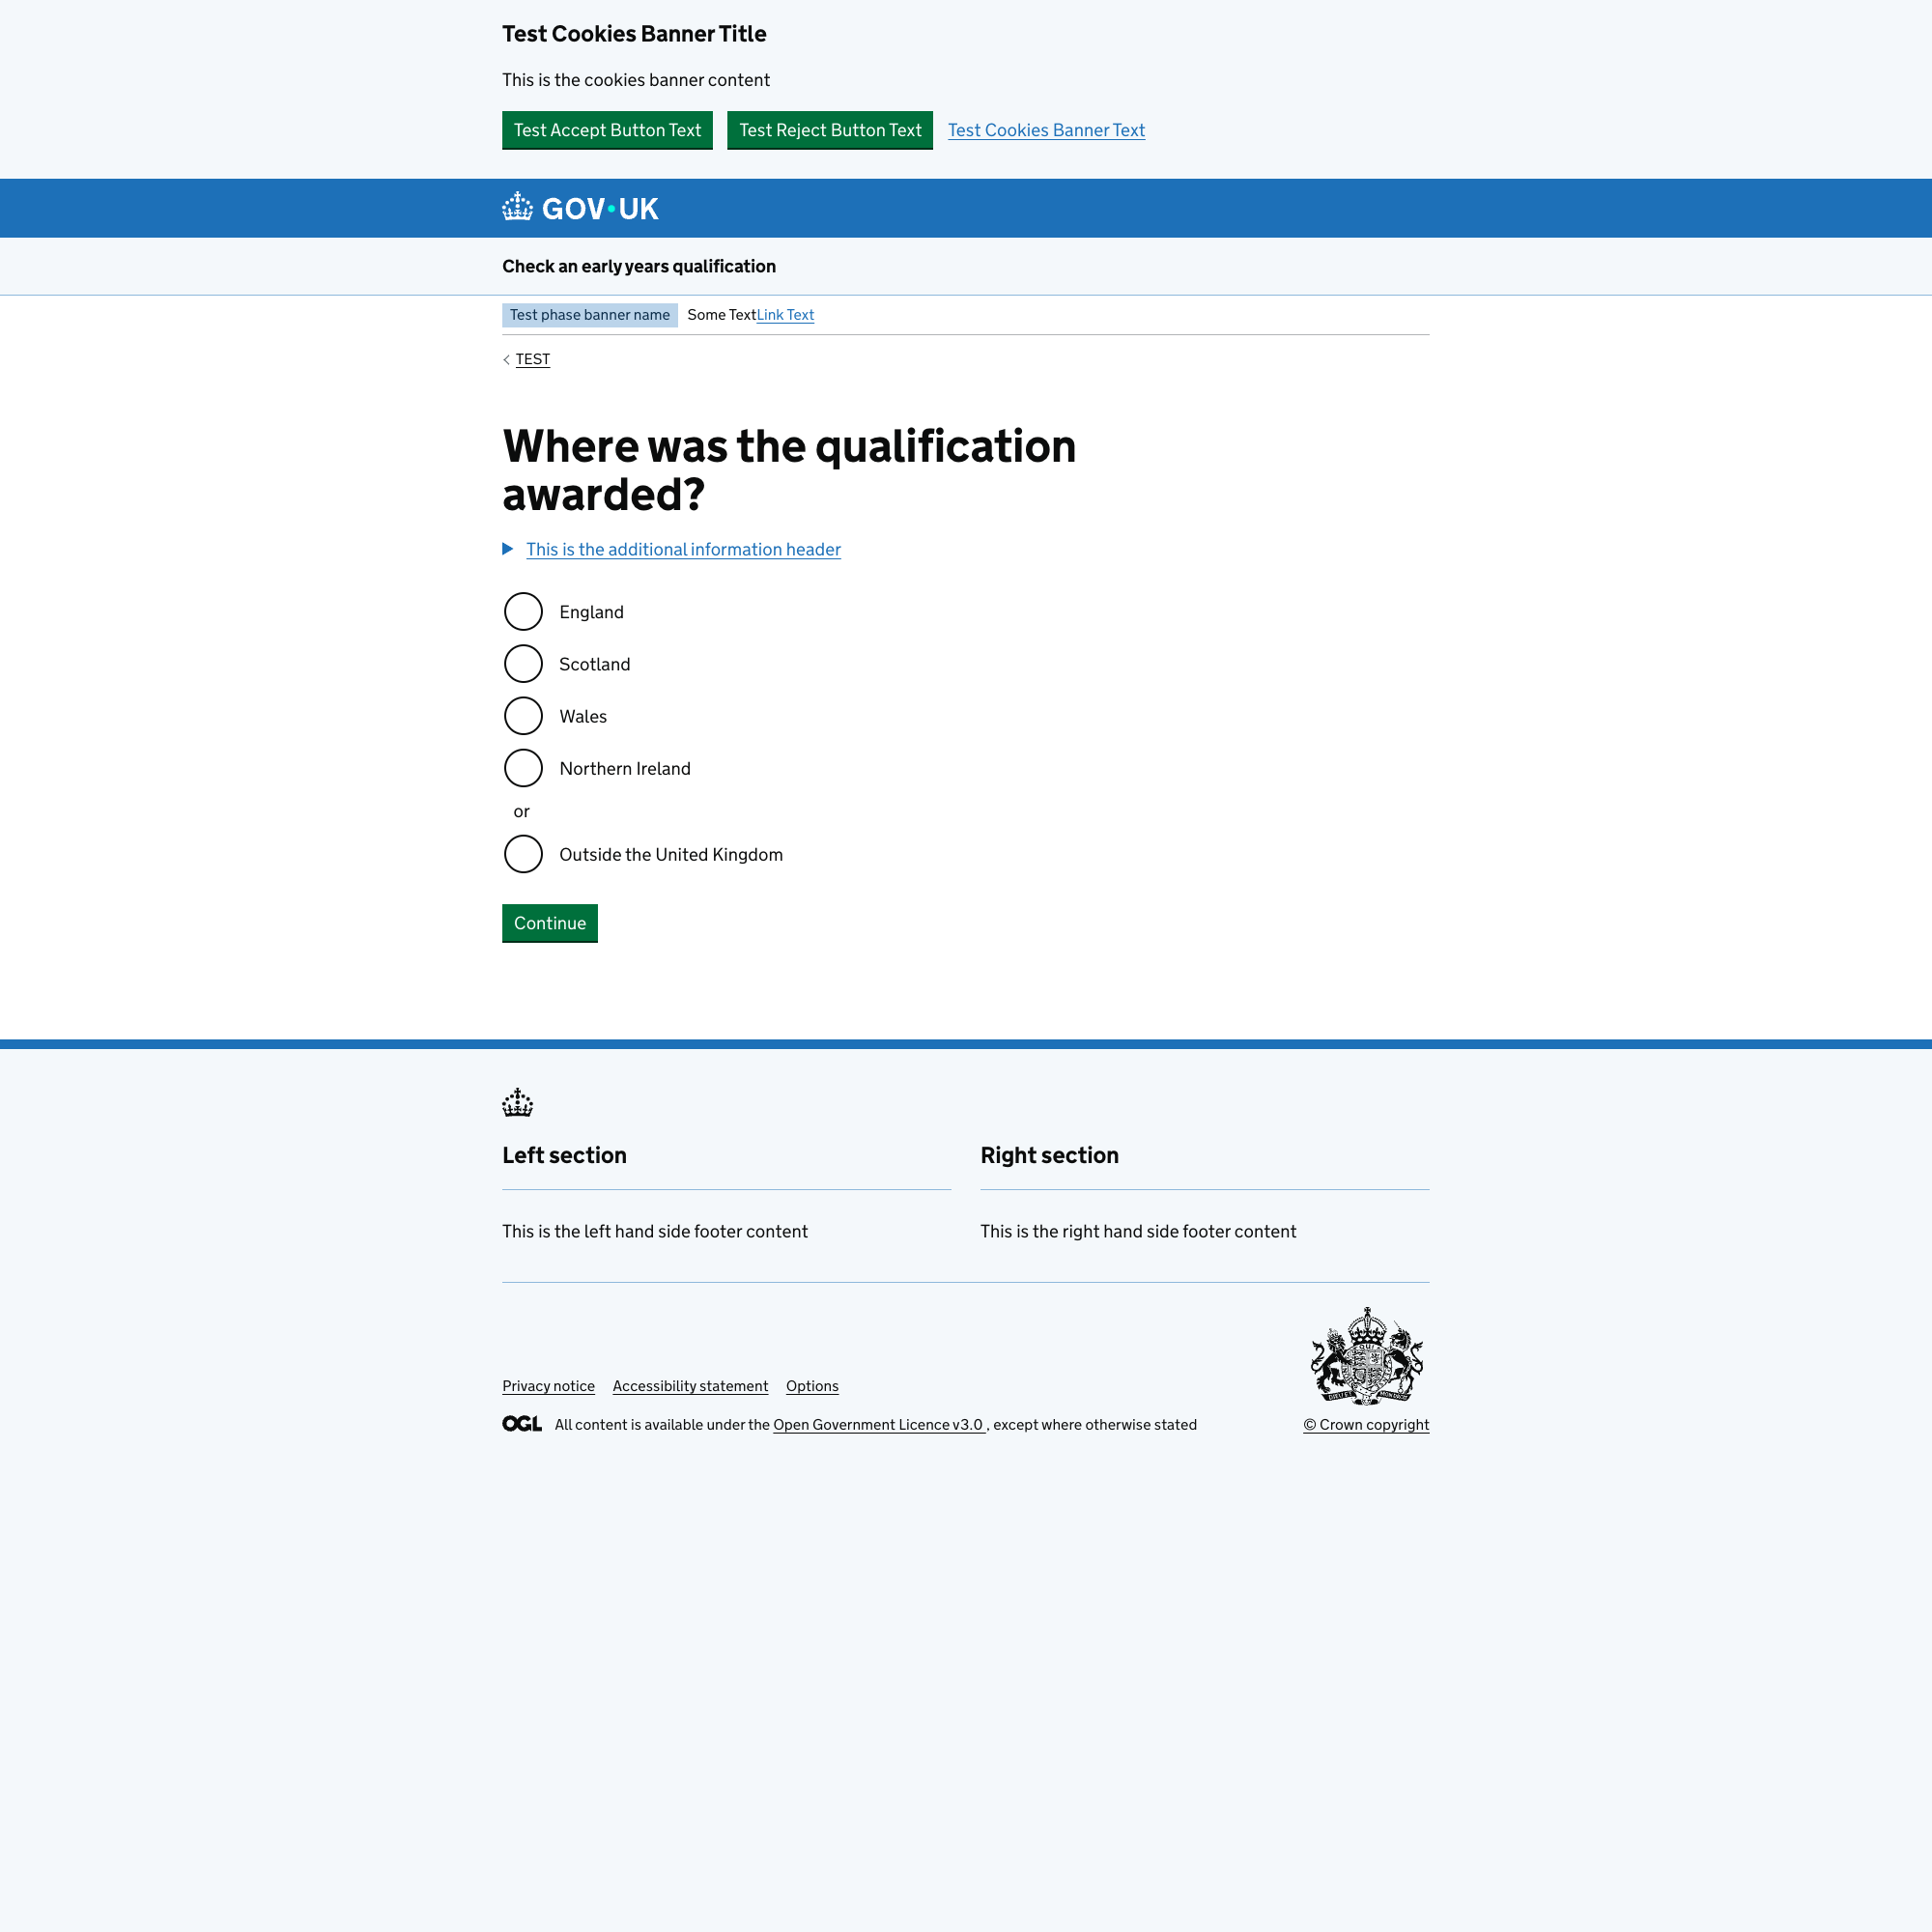 Test Cookies Banner Title
This is the cookies banner content
Test Accept Button Text Test Reject Button Text Test Cookies Banner Text
GOV·UK
Check an early years qualification
Test phase banner name Some TextLink Text
TEST
Where was the qualification
awarded?
This is the additional information header
England
Scotland
Wales
Northern Ireland
or
Outside the United Kingdom
Continue
Left section Right section
This is the left hand side footer content This is the right hand side footer content
Privacy notice Accessibility statement Options
OGL All content is available under the Open Government Licence v3.0 , except where otherwise stated © Crown copyright